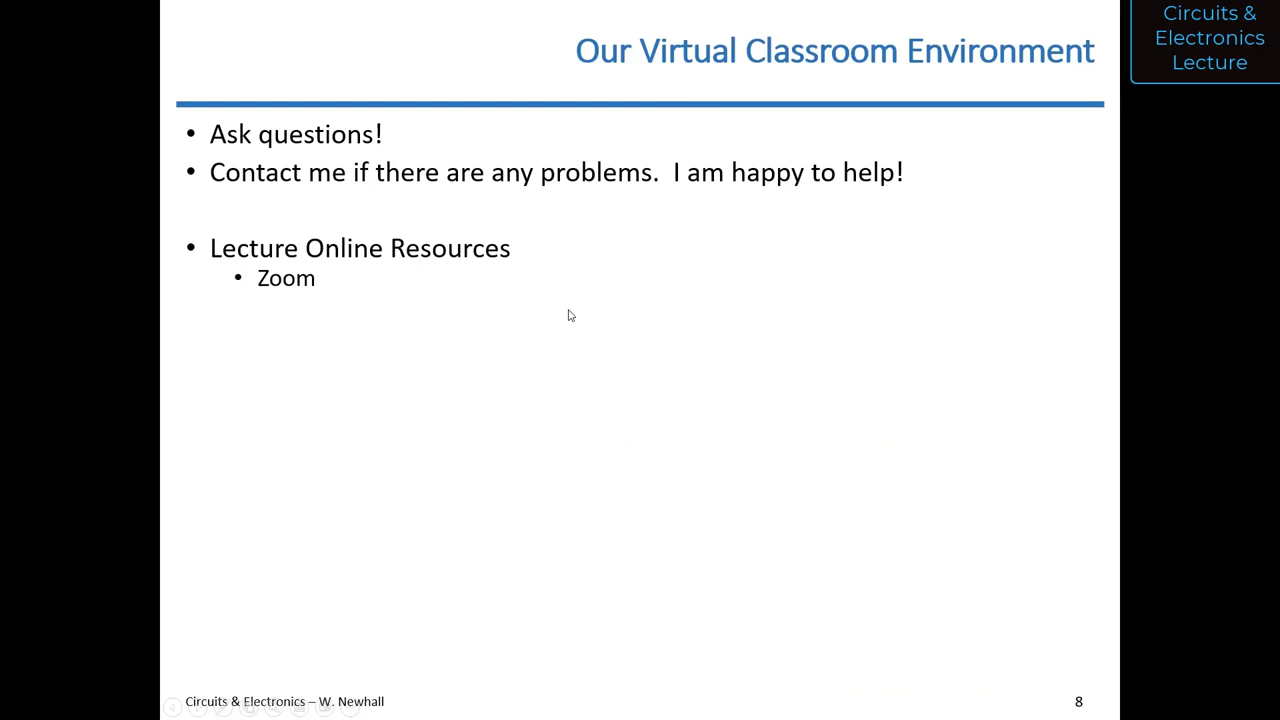 Circuits &
Electronics
Lecture
Our Virtual Classroom Environment
• Ask questions!
• Contact me if there are any problems.  I am happy to help!
• Lecture Online Resources
• Zoom
Circuits & Electronics – W. Newhall
8